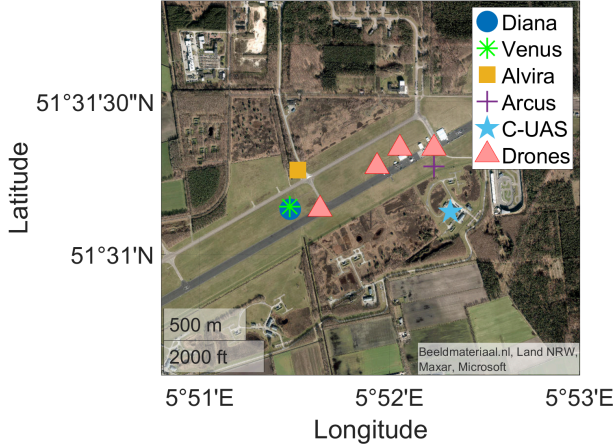 Diana
Venus
Alvira
Arcus
C-UAS
Drones
51°31'30"N
51°31'N
Latitude
500 m
2000 ft
Beeldmateriaal.nl, Land NRW,
Maxar, Microsoft
5°51'E
5°52'E
5°53'E
Longitude